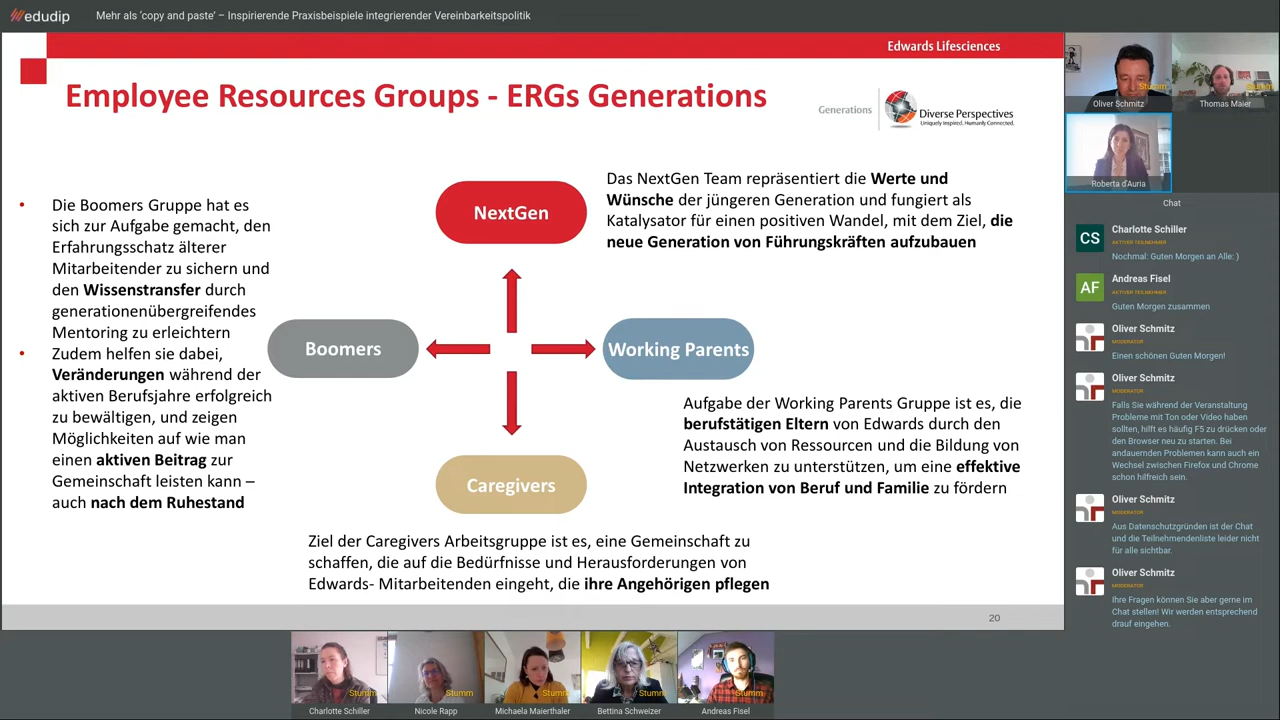 edudip
Mehr als ‘copy and paste’ – Inspirierende Praxisbeispiele integrierender Vereinbarkeitspolitik
Edwards Lifesciences
Employee Resources Groups - ERGs Generations
Generations
Diverse Perspectives
Uniquely Inspired. Humanly Connected.
• Die Boomers Gruppe hat es
sich zur Aufgabe gemacht, den
Erfahrungsschatz älterer
Mitarbeitender zu sichern und
den Wissenstransfer durch
generationenübergreifendes
Mentoring zu erleichtern
• Zudem helfen sie dabei,
Veränderungen während der
aktiven Berufsjahre erfolgreich
zu bewältigen, und zeigen
Möglichkeiten auf wie man
einen aktiven Beitrag zur
Gemeinschaft leisten kann –
auch nach dem Ruhestand
NextGen
Das NextGen Team repräsentiert die Werte und
Wünsche der jüngeren Generation und fungiert als
Katalysator für einen positiven Wandel, mit dem Ziel, die
neue Generation von Führungskräften aufzubauen
Boomers
Working Parents
Aufgabe der Working Parents Gruppe ist es, die
berufstätigen Eltern von Edwards durch den
Austausch von Ressourcen und die Bildung von
Netzwerken zu unterstützen, um eine effektive
Integration von Beruf und Familie zu fördern
Caregivers
Ziel der Caregivers Arbeitsgruppe ist es, eine Gemeinschaft zu
schaffen, die auf die Bedürfnisse und Herausforderungen von
Edwards- Mitarbeitenden eingeht, die ihre Angehörigen pflegen
20
Stumm
Oliver Schmitz
Stumm
Thomas Maier
Roberta d'Auria
Chat
CS
Charlotte Schiller
AKTIVER TEILNEHMER
Nochmal: Guten Morgen an Alle: )
AF
Andreas Fisel
AKTIVER TEILNEHMER
Guten Morgen zusammen
Oliver Schmitz
MODERATOR
Einen schönen Guten Morgen!
Oliver Schmitz
MODERATOR
Falls Sie während der Veranstaltung
Probleme mit Ton oder Video haben
sollten, hilft es häufig F5 zu drücken oder
den Browser neu zu starten. Bei
andauernden Problemen kann auch ein
Wechsel zwischen Firefox und Chrome
schon hilfreich sein.
Oliver Schmitz
MODERATOR
Aus Datenschutzgründen ist der Chat
und die Teilnehmendenliste leider nicht
für alle sichtbar.
Oliver Schmitz
MODERATOR
Ihre Fragen können Sie aber gerne im
Chat stellen! Wir werden entsprechend
drauf eingehen.
Stumm
Charlotte Schiller
Stumm
Nicole Rapp
Stumm
Michaela Maierthaler
Stumm
Bettina Schweizer
Stumm
Andreas Fisel